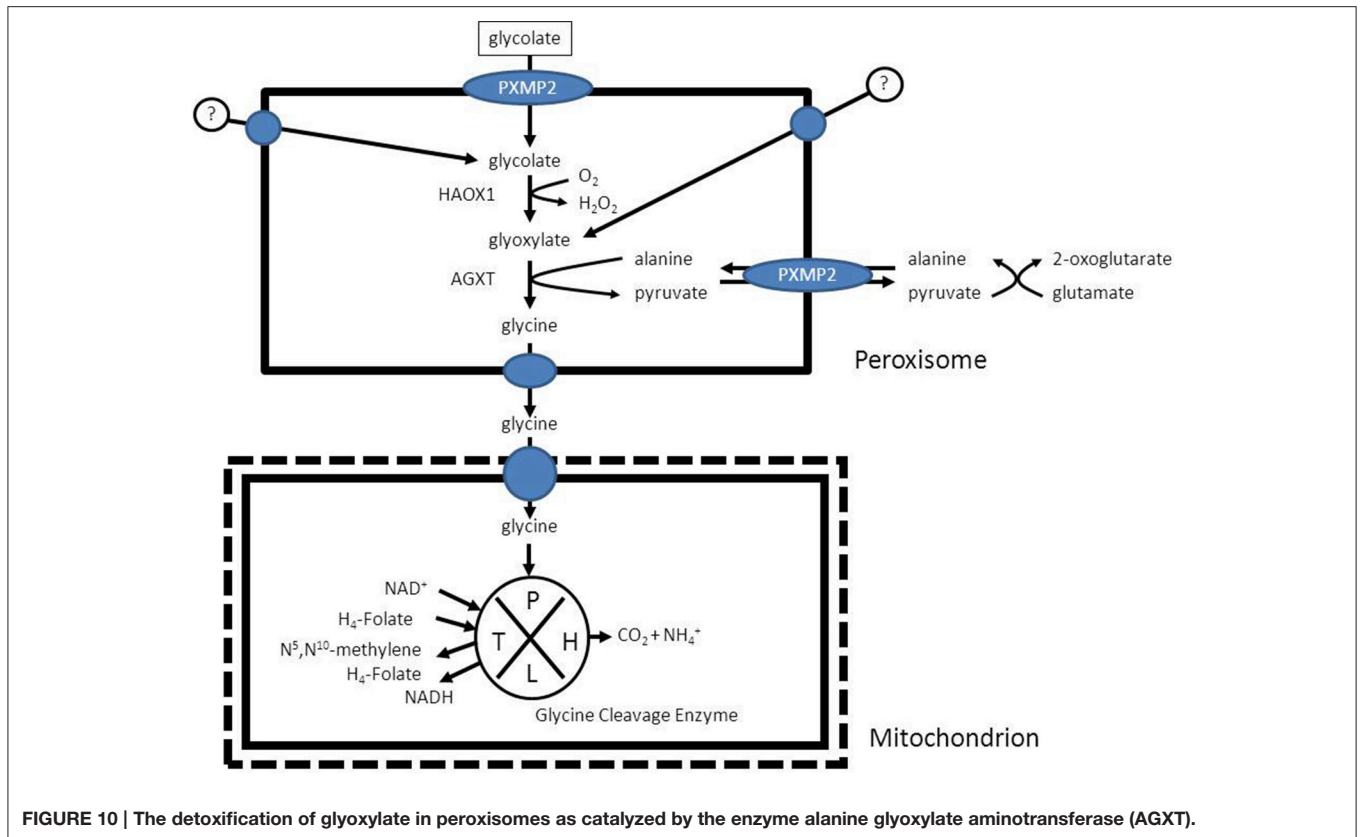 glycolate
PXMP2
?
?
glycolate
HAOX1
O₂
H₂O₂
glyoxylate
AGXT
alanine
pyruvate
PXMP2
alanine
pyruvate
2-oxoglutarate
glutamate
glycine
Peroxisome
glycine
glycine
NAD⁺
H₄-Folate
N⁵,N¹⁰-methylene
H₄-Folate
NADH
P
T
H
L
CO₂ + NH₄⁺
Glycine Cleavage Enzyme
Mitochondrion
FIGURE 10 | The detoxification of glyoxylate in peroxisomes as catalyzed by the enzyme alanine glyoxylate aminotransferase (AGXT).